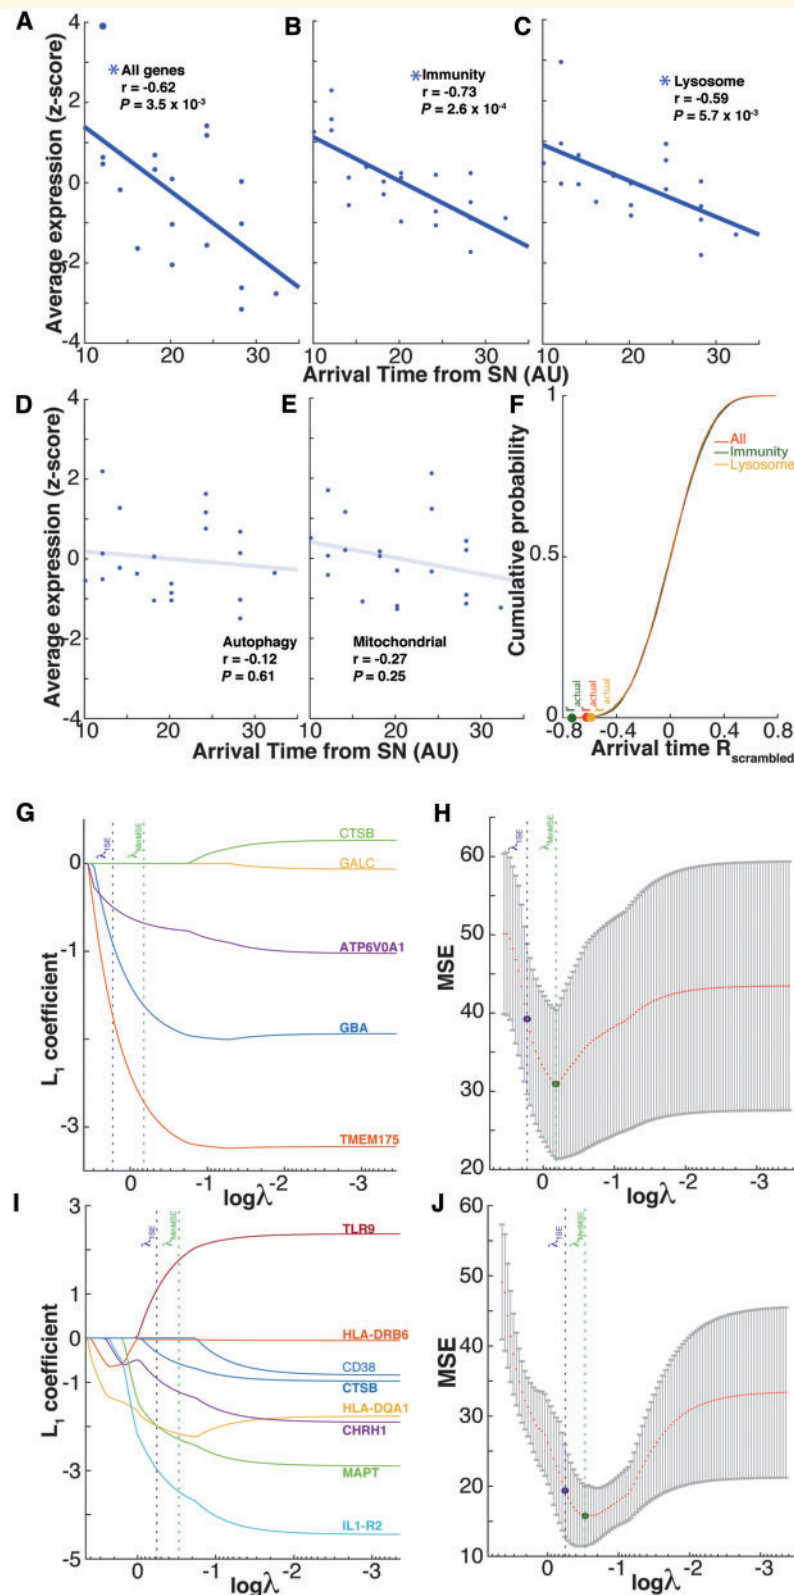 A
B
C
Average expression (z-score)
4
2
0
-2
-4
* All genes
r = -0.62
P = 3.5 x 10-3
* Immunity
r = -0.73
P = 2.6 x 10-4
* Lysosome
r = -0.59
P = 5.7 x 10-3
10 20 30
10 20 30
10 20 30
Arrival Time from SN (AU)
D
E
F
Average expression (z-score)
4
2
0
-2
-4
Autophagy
r = -0.12
P = 0.61
Mitochondrial
r = -0.27
P = 0.25
10 20 30
10 20 30
Arrival Time from SN (AU)
Cumulative probability
1
0.5
0
All
Immunity
Lysosome
ractual
ractual
ractual
-0.8 -0.4 0 0.4 0.8
Arrival time Rscrambled
G
L1 coefficient
0
-1
-3
λ1SE
λMinMSE
CTSB
GALC
ATP6V0A1
GBA
TMEM175
0 -1 -2 -3
logλ
H
MSE
60
50
40
30
20
λ1SE
λMinMSE
0 -1 -2 -3
logλ
I
L1 coefficient
3
1
0
-1
-3
-5
λ1SE
λMinMSE
TLR9
HLA-DRB6
CD38
CTSB
HLA-DQA1
CHRH1
MAPT
IL1-R2
0 -1 -2 -3
logλ
J
MSE
60
50
40
30
20
10
λ1SE
λMinMSE
0 -1 -2 -3
logλ